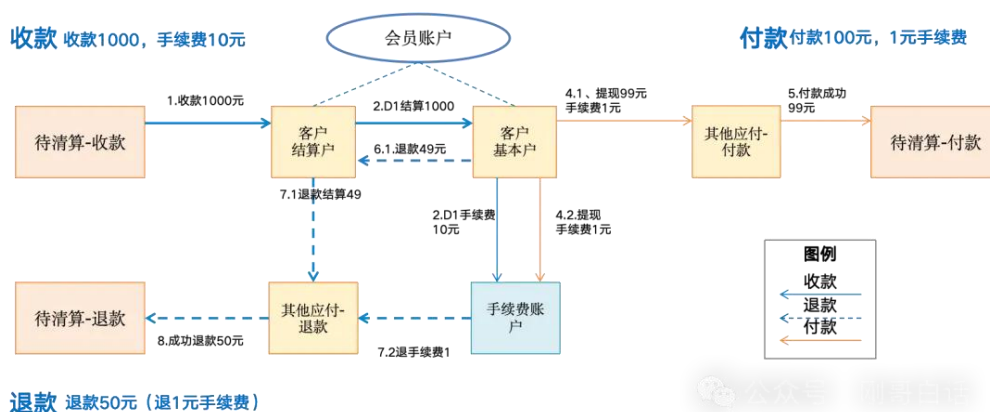 收款 收款1000，手续费10元
会员账户
付款 付款100元，1元手续费
1.收款1000元
2.D1结算1000
4.1、提现99元
手续费1元
5.付款成功
99元
待清算-收款
客户
结算户
客户
基本户
其他应付-
付款
待清算-付款
6.1.退款49元
7.1退款结算49
2.D1手续费
10元
4.2.提现
手续费1元
图例
收款
退款
付款
待清算-退款
其他应付-
退款
手续费账
户
8.成功退款50元
7.2退手续费1
公众号
退款 退款50元（退1元手续费）